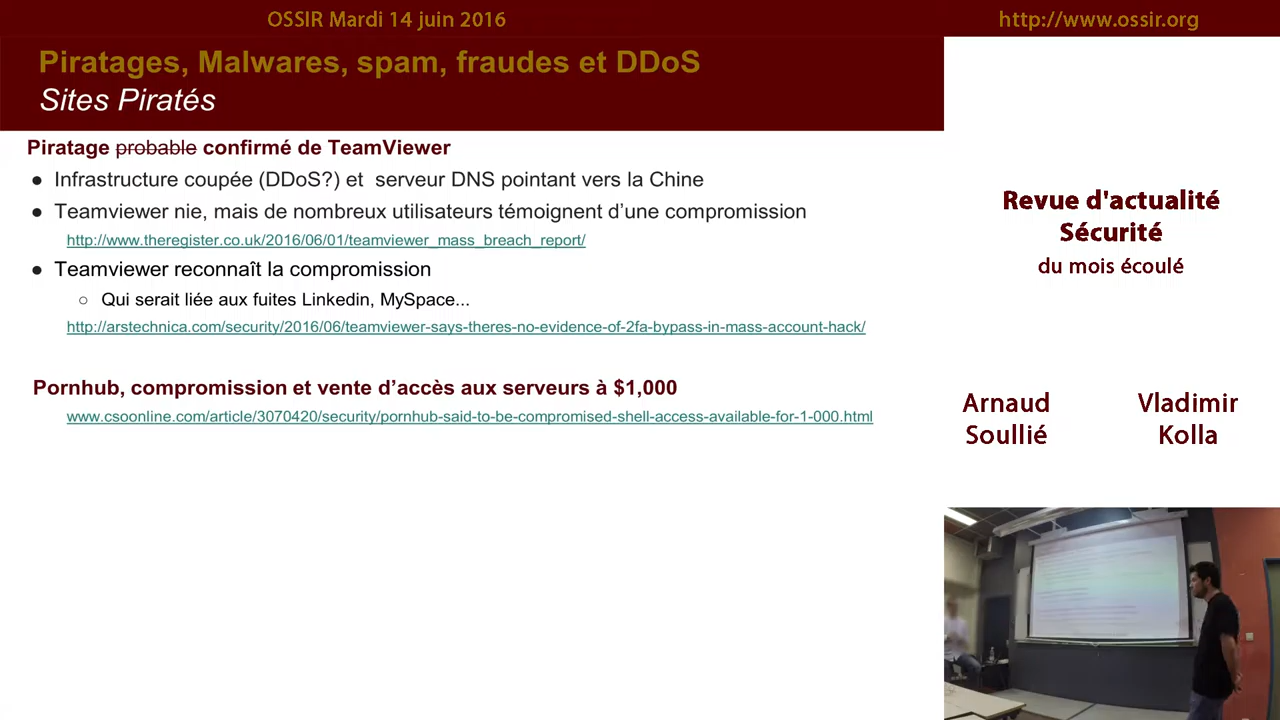 OSSIR Mardi 14 juin 2016
http://www.ossir.org
Piratages, Malwares, spam, fraudes et DDoS
Sites Piratés
Piratage probable confirmé de TeamViewer
● Infrastructure coupée (DDoS?) et serveur DNS pointant vers la Chine
● Teamviewer nie, mais de nombreux utilisateurs témoignent d’une compromission
http://www.theregister.co.uk/2016/06/01/teamviewer_mass_breach_report/
● Teamviewer reconnaît la compromission
○ Qui serait liée aux fuites Linkedin, MySpace...
http://arstechnica.com/security/2016/06/teamviewer-says-theres-no-evidence-of-2fa-bypass-in-mass-account-hack/
Pornhub, compromission et vente d’accès aux serveurs à $1,000
www.csoonline.com/article/3070420/security/pornhub-said-to-be-compromised-shell-access-available-for-1-000.html
Revue d'actualité
Sécurité
du mois écoulé
Arnaud
Soullié
Vladimir
Kolla